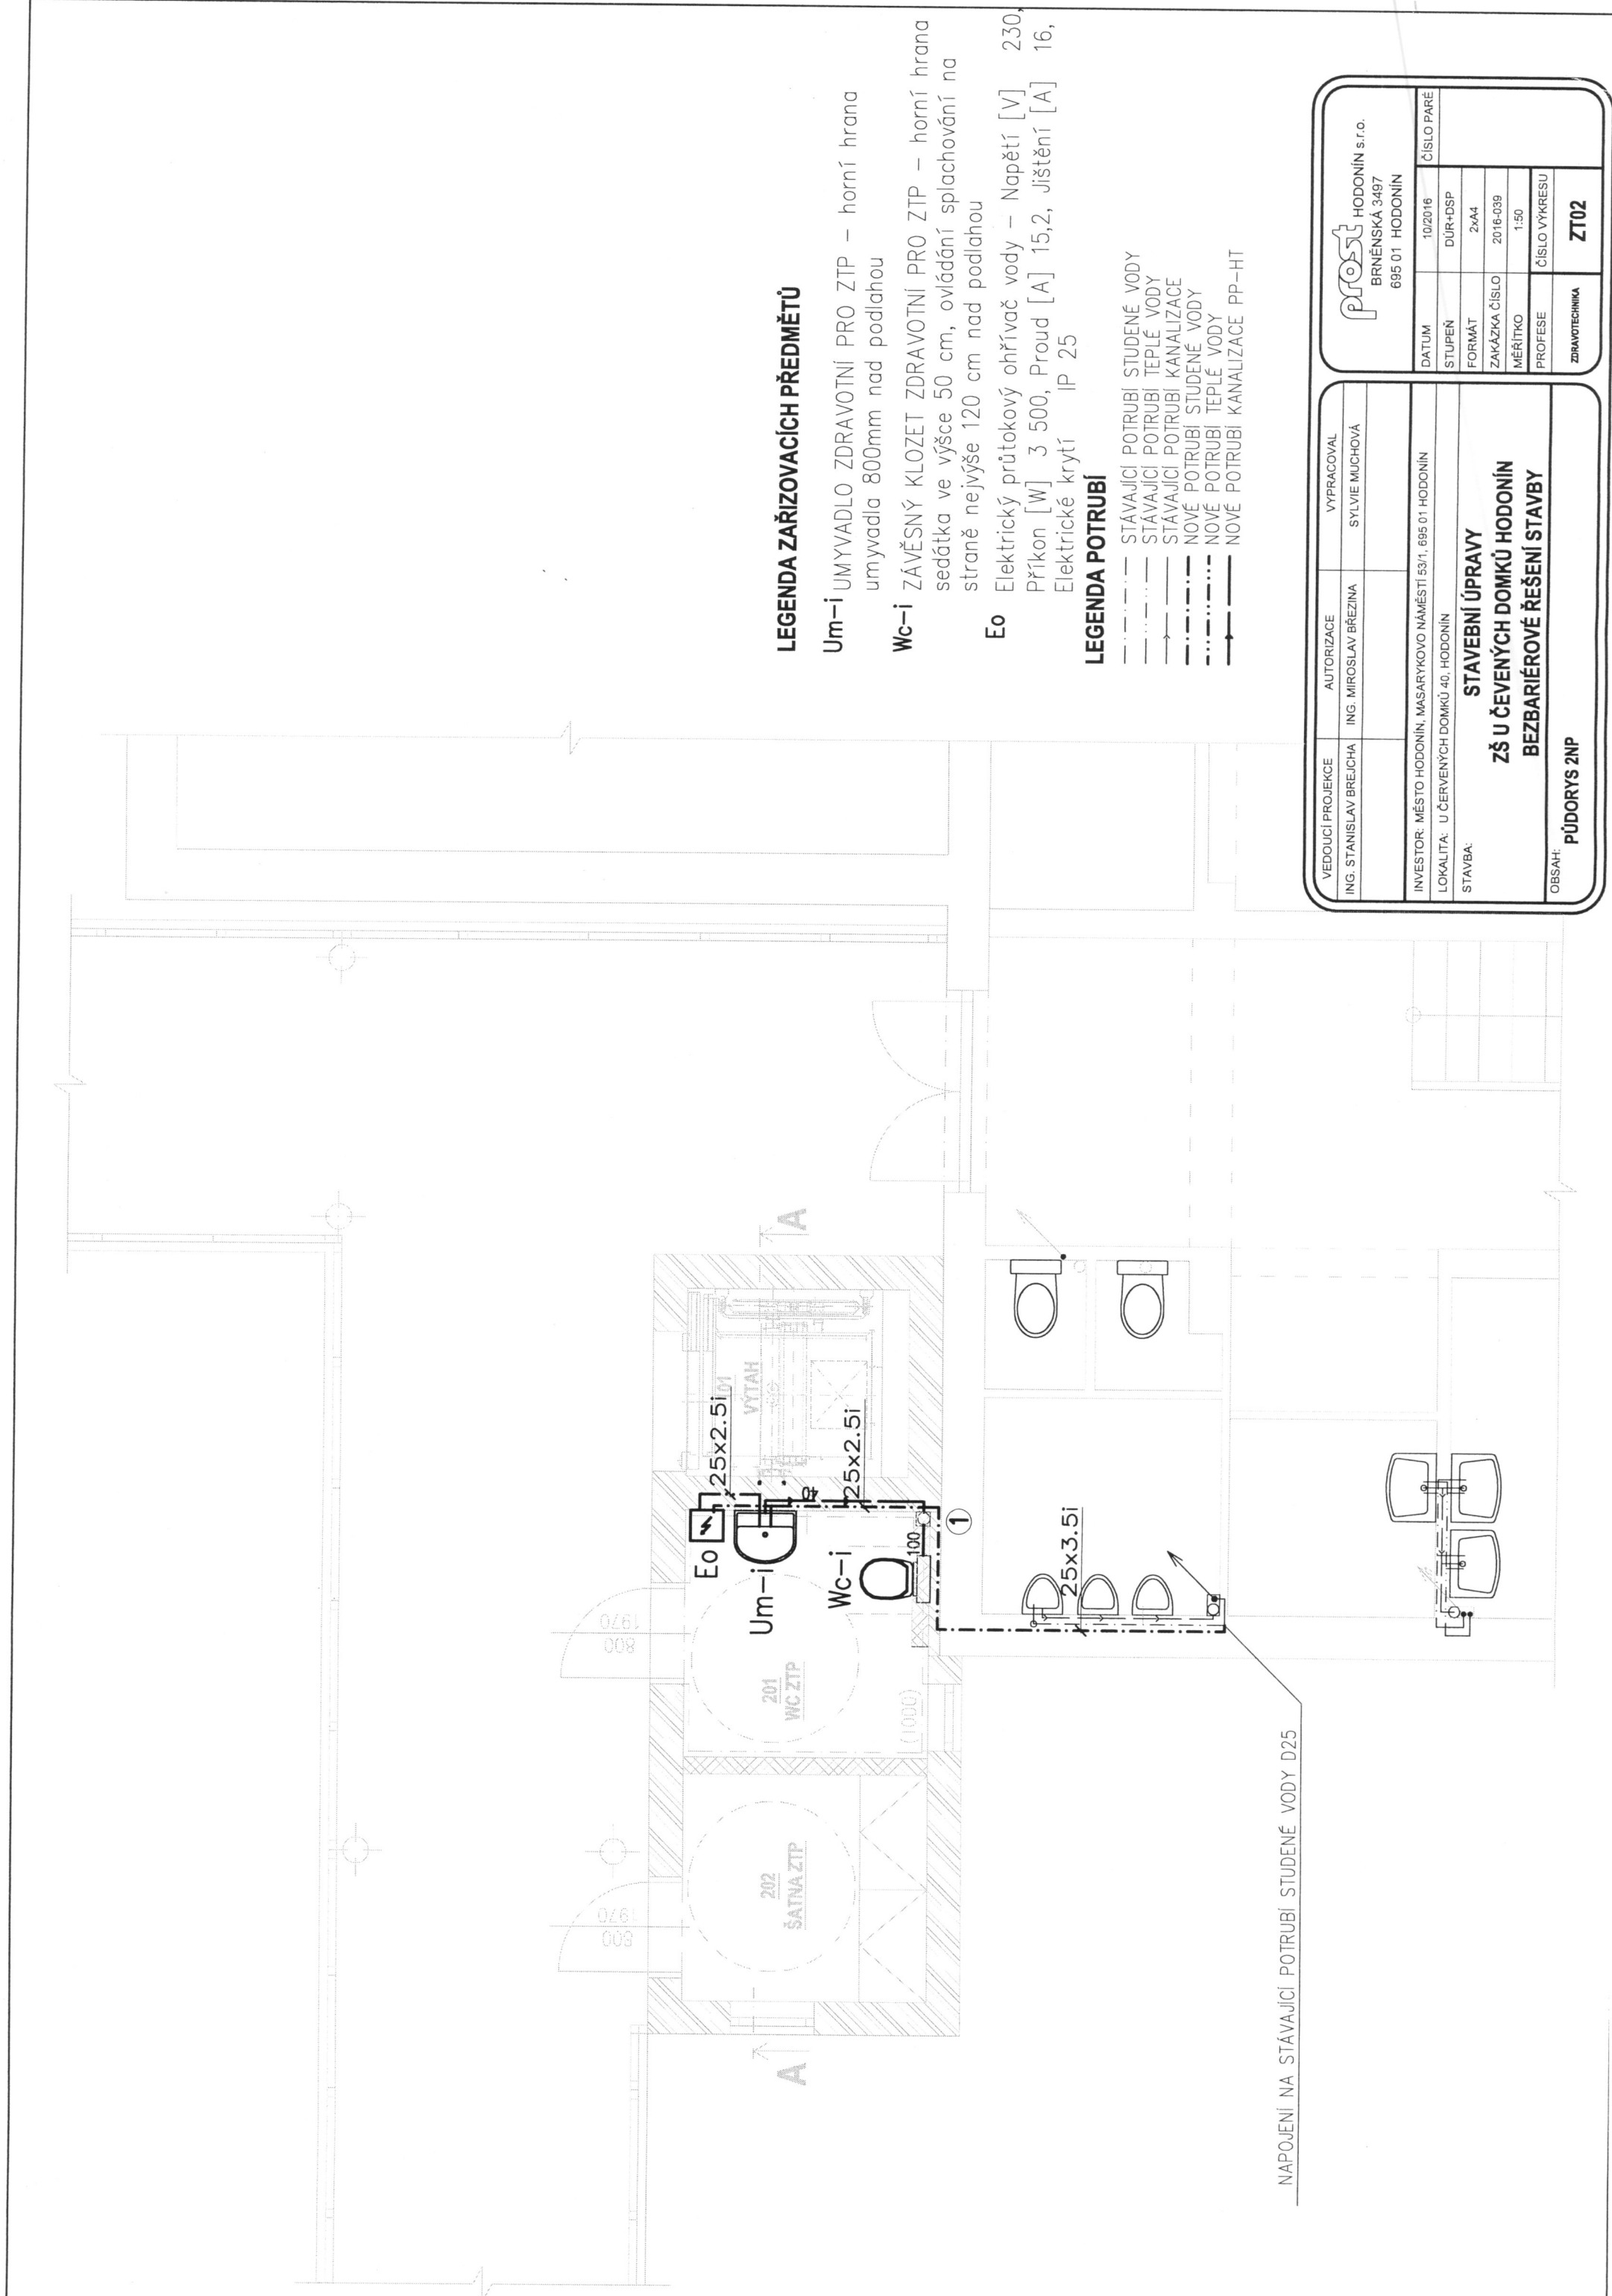 LEGENDA ZAŘIZOVACÍCH PŘEDMĚTŮ
Um-i UMYVADLO ZDRAVOTNÍ PRO ZTP - horní hrana
umyvadla 800mm nad podlahou
Wc-i ZÁVĚSNÝ KLOZET ZDRAVOTNÍ PRO ZTP - horní hrana
sedátka ve výšce 50 cm, ovládání splachování na
straně nejvýše 120 cm nad podlahou
Eo Elektrický průtokový ohřívač vody - Napětí [V] 230,
Příkon [W] 3 500, Proud [A] 15,2, Jištění [A] 16,
Elektrické krytí IP 25
LEGENDA POTRUBÍ
STÁVAJÍCÍ POTRUBÍ STUDENÉ VODY
STÁVAJÍCÍ POTRUBÍ TEPLÉ VODY
STÁVAJÍCÍ POTRUBÍ KANALIZACE
NOVÉ POTRUBÍ STUDENÉ VODY
NOVÉ POTRUBÍ TEPLÉ VODY
NOVÉ POTRUBÍ KANALIZACE PP-HT
800
1970
800
1970
A
A
202
ŠATNA ZTP
201
WC ZTP
(1000)
VÝTAH
Eo
Um-i
Wc-i
25x2.5i
25x2.5i
40
100
1
25x3.5i
NAPOJENÍ NA STÁVAJÍCÍ POTRUBÍ STUDENÉ VODY D25
VEDOUCÍ PROJEKCE AUTORIZACE VYPRACOVAL
ING. STANISLAV BREJCHA ING. MIROSLAV BŘEZINA SYLVIE MUCHOVÁ
prost HODONÍN s.r.o.
BRNĚNSKÁ 3497
695 01 HODONÍN
INVESTOR: MĚSTO HODONÍN, MASARYKOVO NÁMĚSTÍ 53/1, 695 01 HODONÍN
LOKALITA: U ČERVENÝCH DOMKŮ 40, HODONÍN
STAVBA:
STAVEBNÍ ÚPRAVY
ZŠ U ČEVENÝCH DOMKŮ HODONÍN
BEZBARIÉROVÉ ŘEŠENÍ STAVBY
OBSAH:
PŮDORYS 2NP
DATUM 10/2016 ČÍSLO PARÉ
STUPEŇ DÚR+DSP
FORMÁT 2xA4
ZAKÁZKA ČÍSLO 2016-039
MĚŘÍTKO 1:50
PROFESE ČÍSLO VÝKRESU
ZDRAVOTECHNIKA ZT02